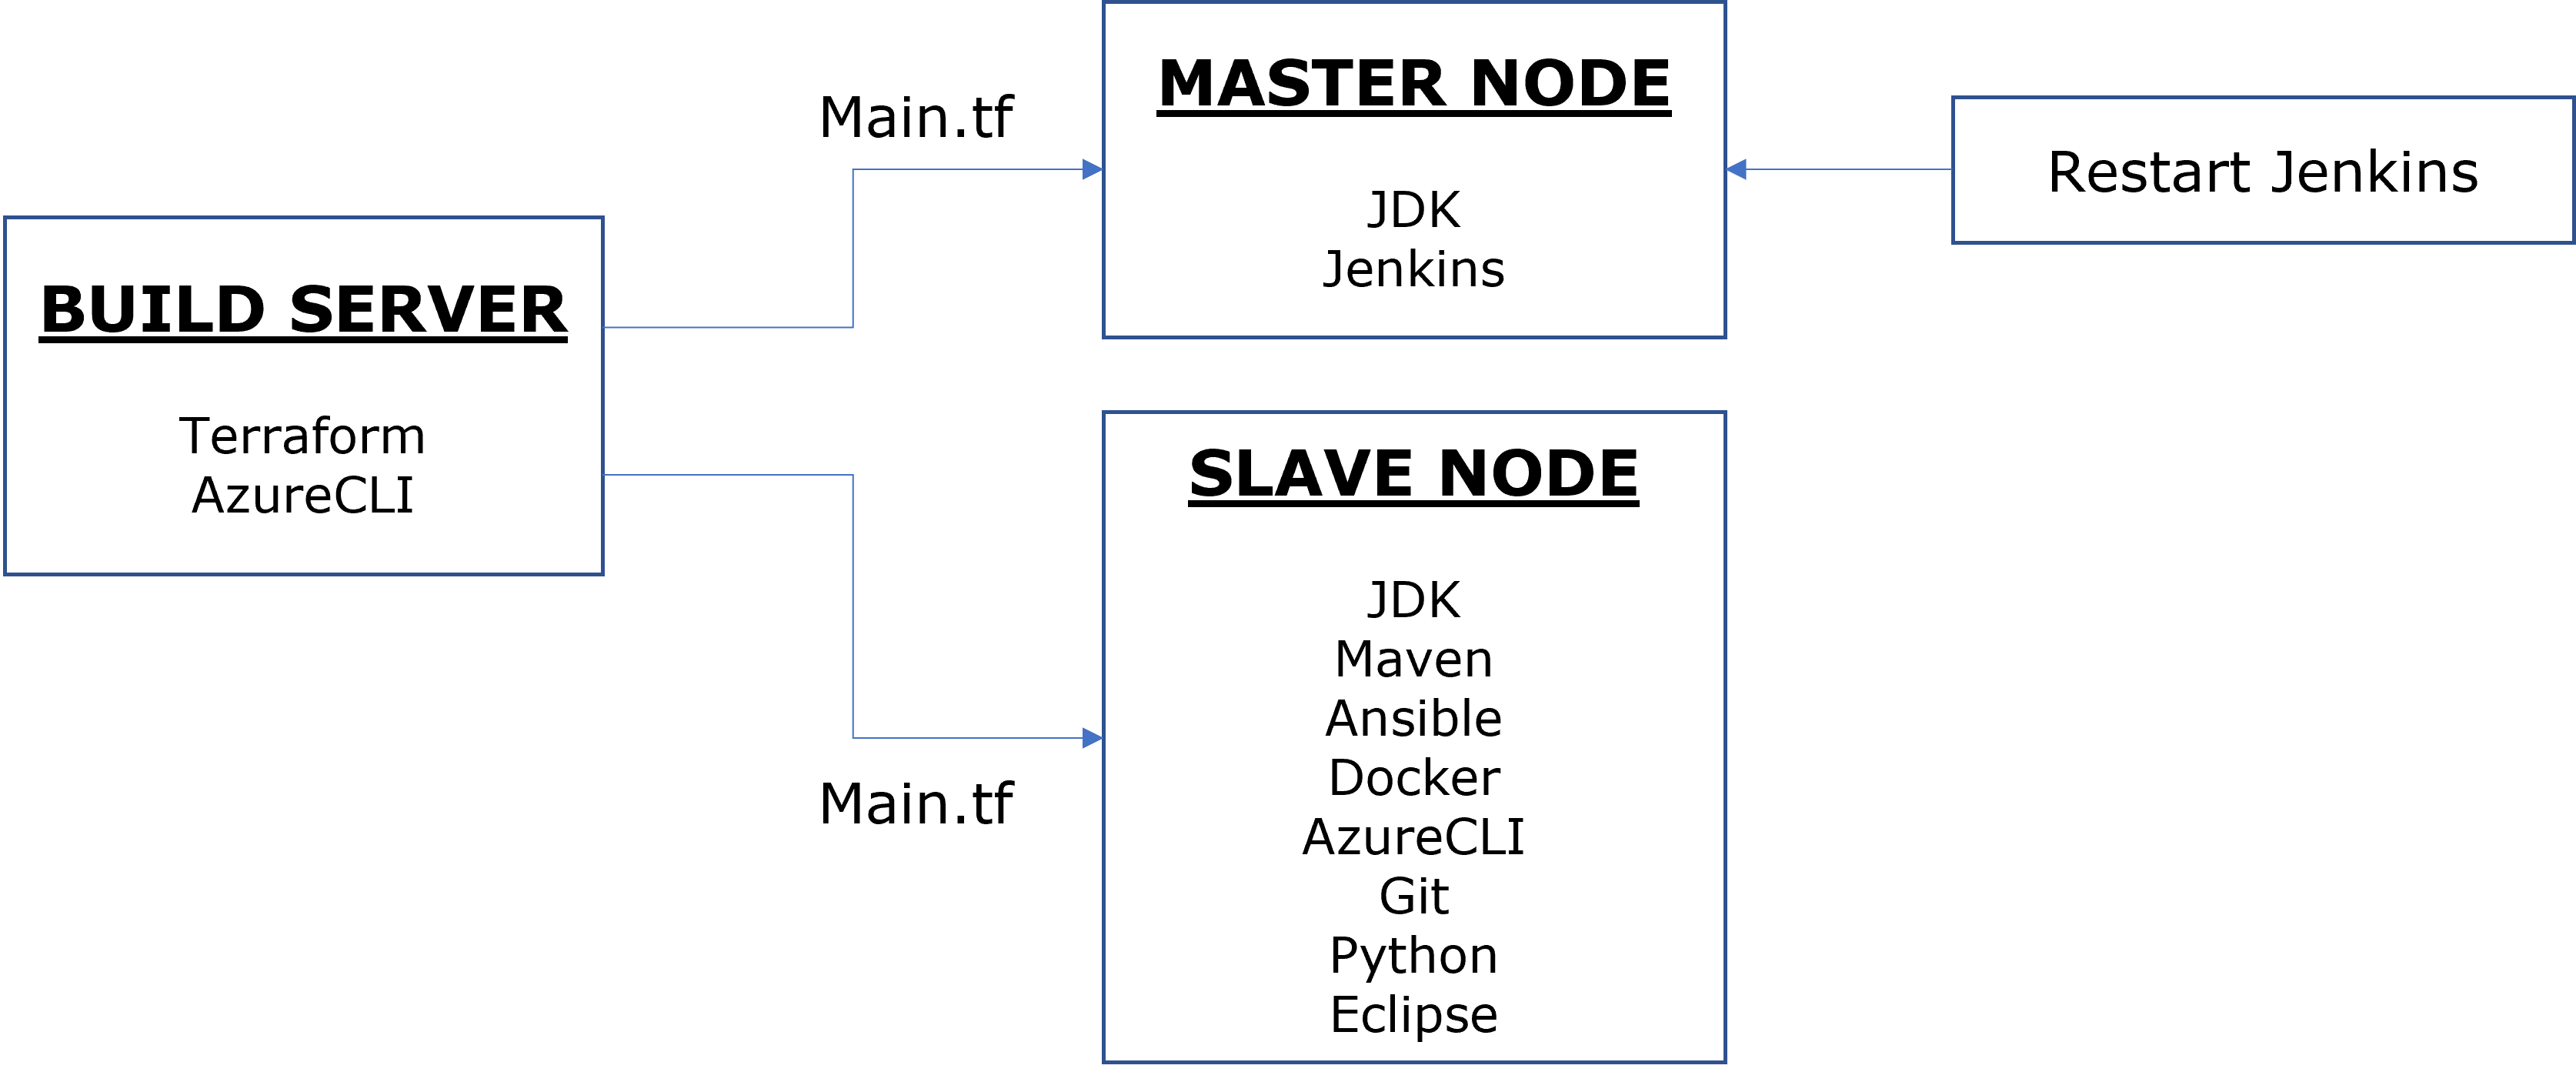 BUILD SERVER
Terraform
AzureCLI
Main.tf
Main.tf
MASTER NODE
JDK
Jenkins
Restart Jenkins
SLAVE NODE
JDK
Maven
Ansible
Docker
AzureCLI
Git
Python
Eclipse